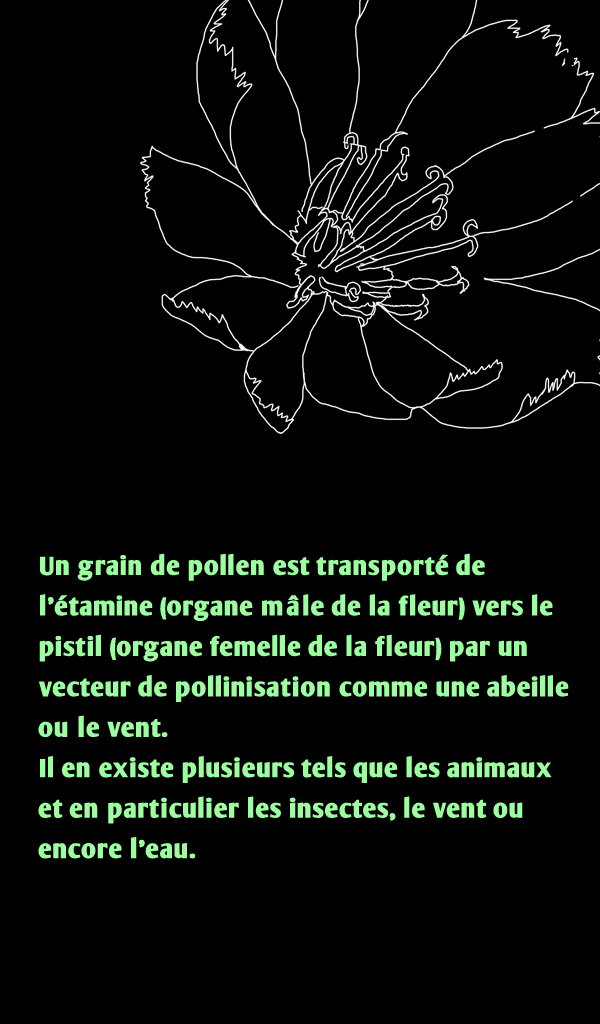 Un grain de pollen est transporté de
l'étamine (organe mâle de la fleur) vers le
pistil (organe femelle de la fleur) par un
vecteur de pollinisation comme une abeille
ou le vent.
Il en existe plusieurs tels que les animaux
et en particulier les insectes, le vent ou
encore l'eau.